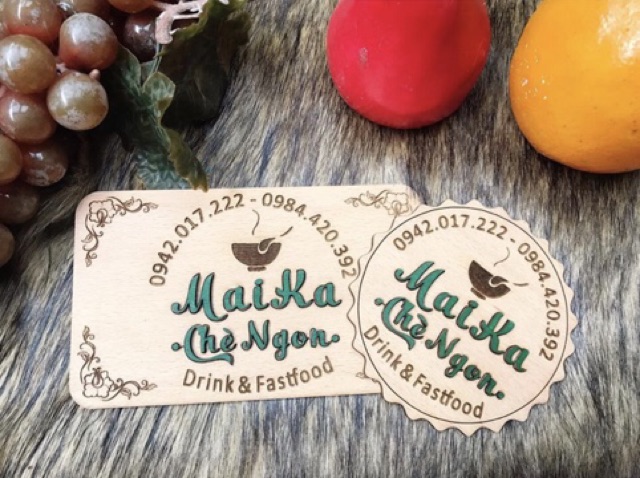 0942.017.222 - 0984.420.392
MaiKa
·Chè Ngon·
Drink & Fastfood
0942.017.222 - 0984.420.392
MaiKa
·Chè Ngon·
Drink & Fastfood